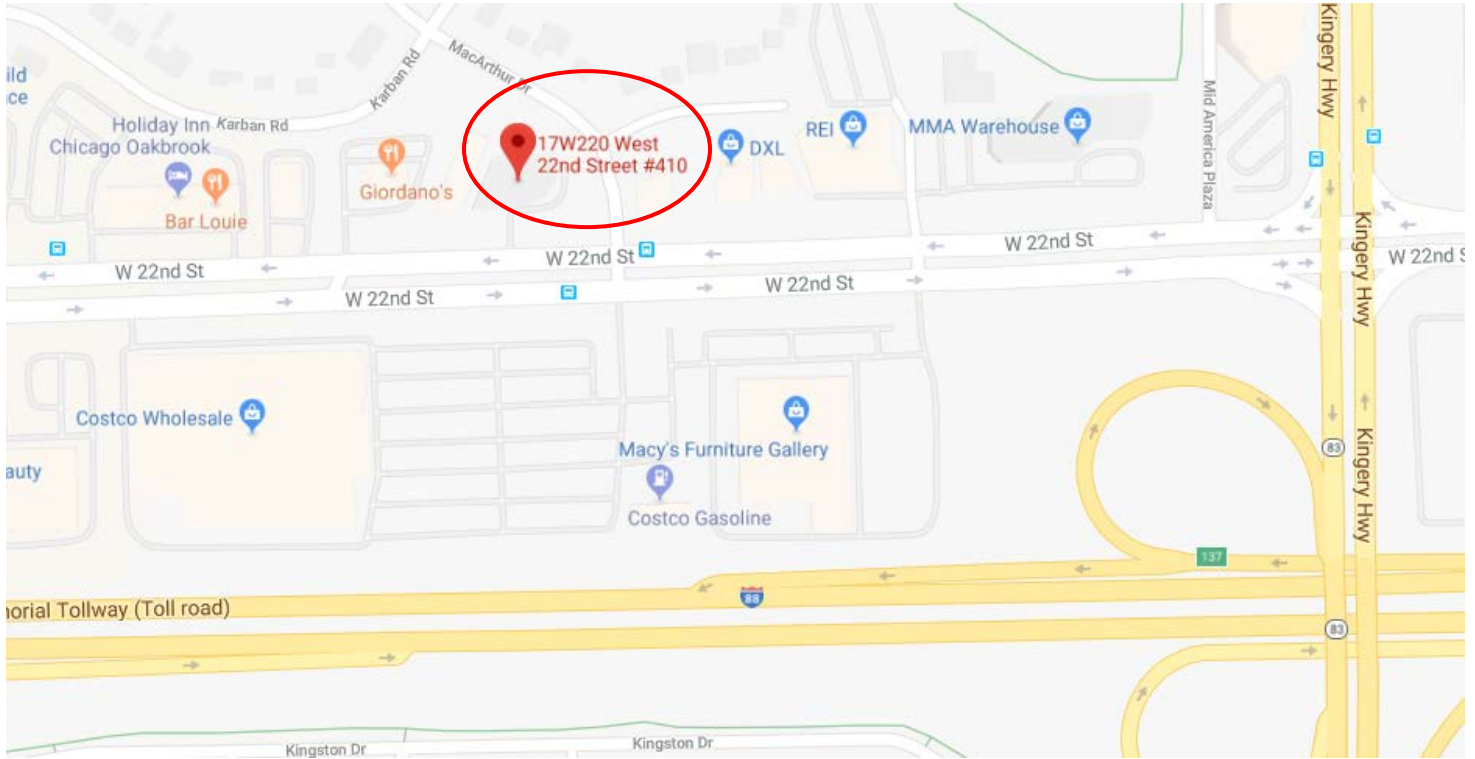 ild
ce
Holiday Inn
Chicago Oakbrook
Karban Rd
Karban Rd
MacArthur Dr
Bar Louie
Giordano's
17W220 West
22nd Street #410
DXL
REI
MMA Warehouse
Mid America Plaza
Kingery Hwy
Kingery Hwy
Kingery Hwy
W 22nd St
W 22nd St
W 22nd St
W 22nd St
W 22nd S
W 22nd St
Costco Wholesale
Macy's Furniture Gallery
Costco Gasoline
auty
83
83
137
88
orial Tollway (Toll road)
Kingston Dr
Kingston Dr